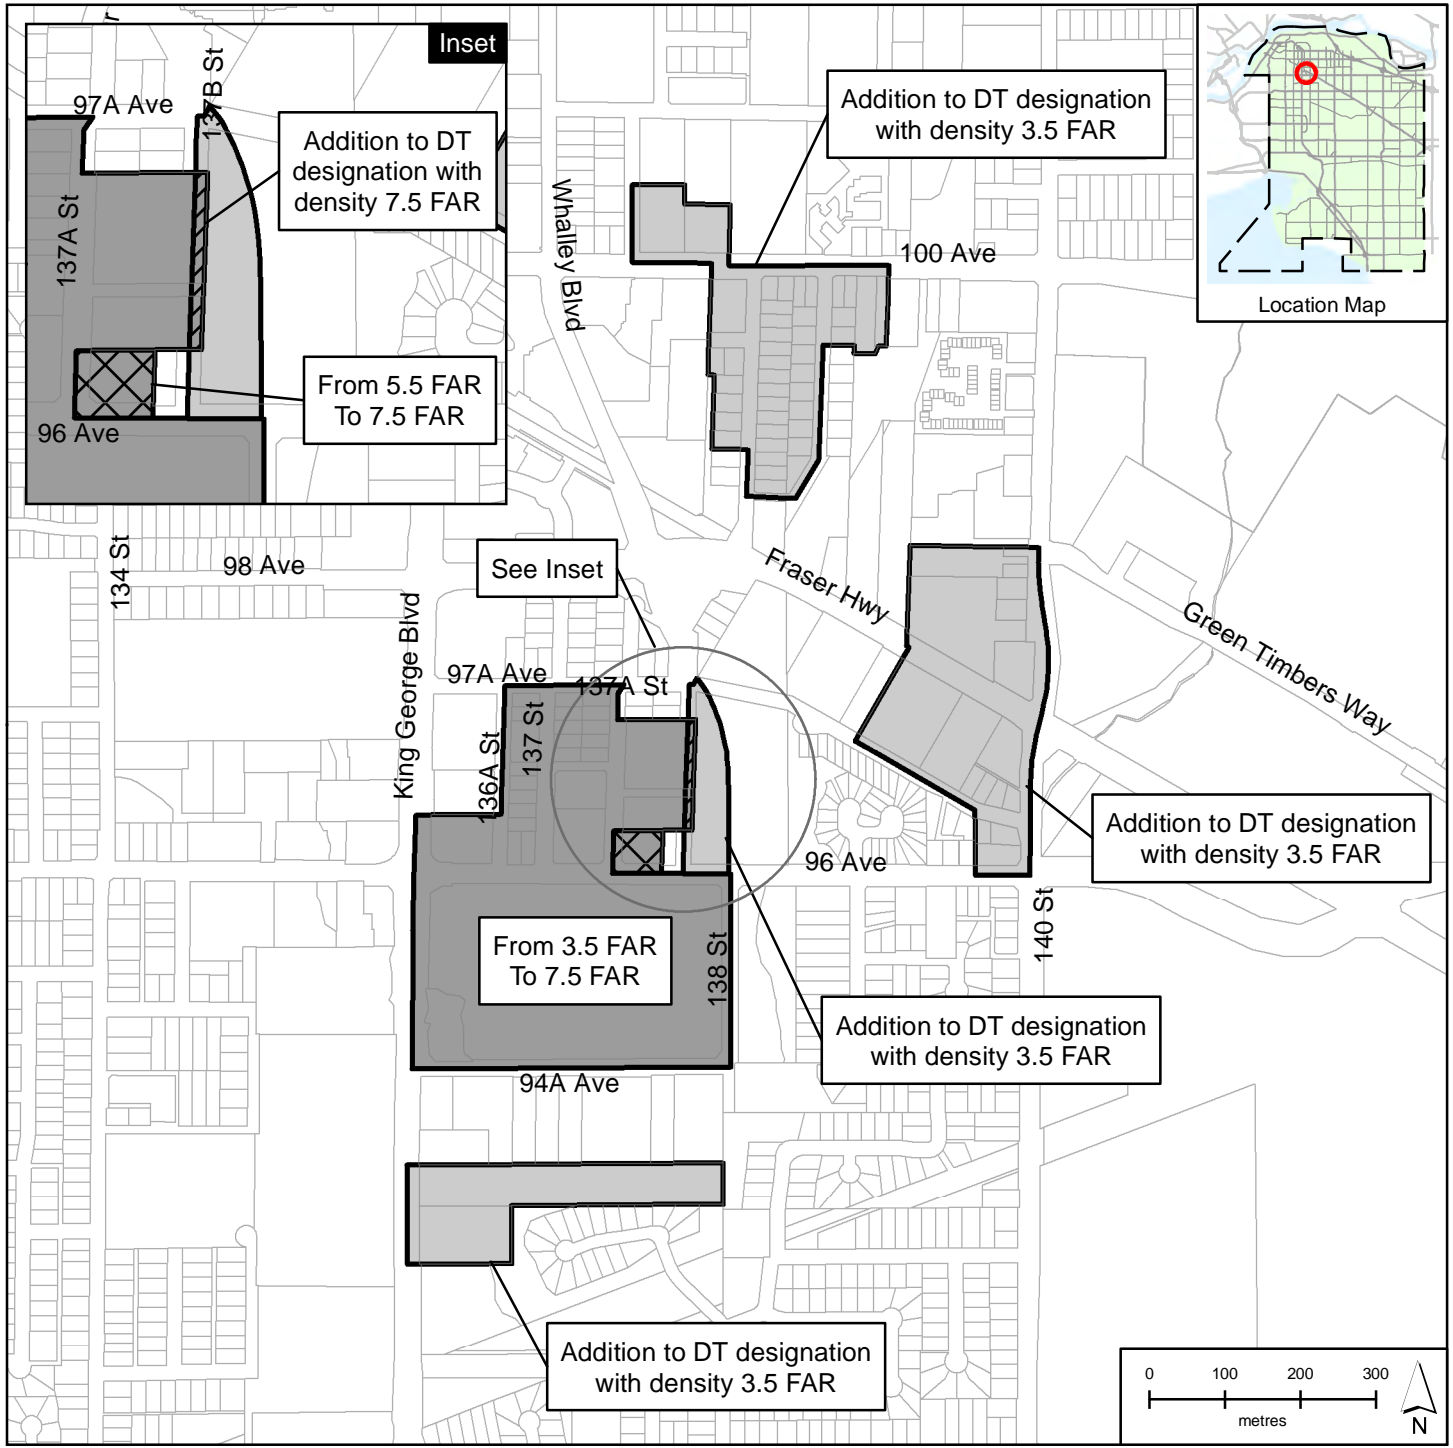 Inset
97A Ave
137B St
Addition to DT
designation with
density 7.5 FAR
137A St
From 5.5 FAR
To 7.5 FAR
96 Ave
Addition to DT designation
with density 3.5 FAR
Location Map
Whalley Blvd
100 Ave
134 St
98 Ave
See Inset
Fraser Hwy
Green Timbers Way
King George Blvd
97A Ave
137A St
136A St
137 St
96 Ave
Addition to DT designation
with density 3.5 FAR
140 St
From 3.5 FAR
To 7.5 FAR
138 St
Addition to DT designation
with density 3.5 FAR
94A Ave
Addition to DT designation
with density 3.5 FAR
0 100 200 300
metres
N